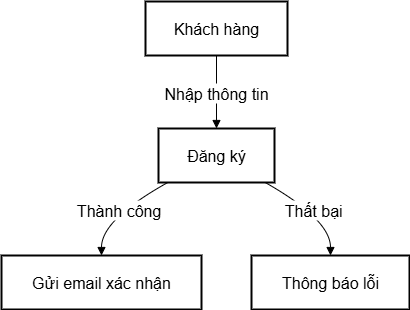 Khách hàng
Nhập thông tin
Đăng ký
Thành công
Thất bại
Gửi email xác nhận
Thông báo lỗi